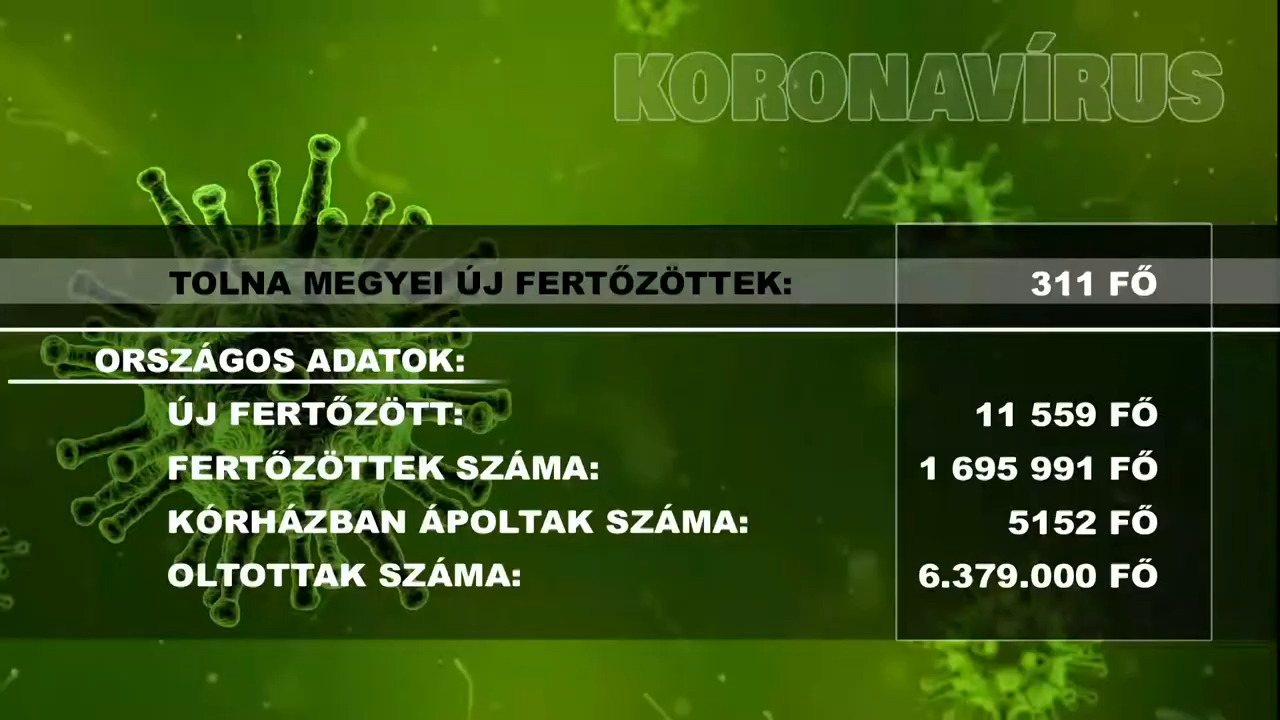 KORONAVÍRUS
TOLNA MEGYEI ÚJ FERTŐZÖTTEK: 311 FŐ
ORSZÁGOS ADATOK:
ÚJ FERTŐZÖTT: 11 559 FŐ
FERTŐZÖTTEK SZÁMA: 1 695 991 FŐ
KÓRHÁZBAN ÁPOLTAK SZÁMA: 5152 FŐ
OLTOTTAK SZÁMA: 6.379.000 FŐ